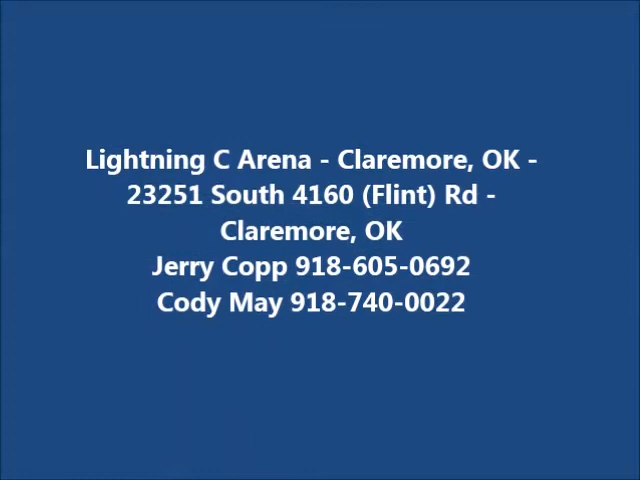 Lightning C Arena - Claremore, OK -
23251 South 4160 (Flint) Rd -
Claremore, OK
Jerry Copp 918-605-0692
Cody May 918-740-0022